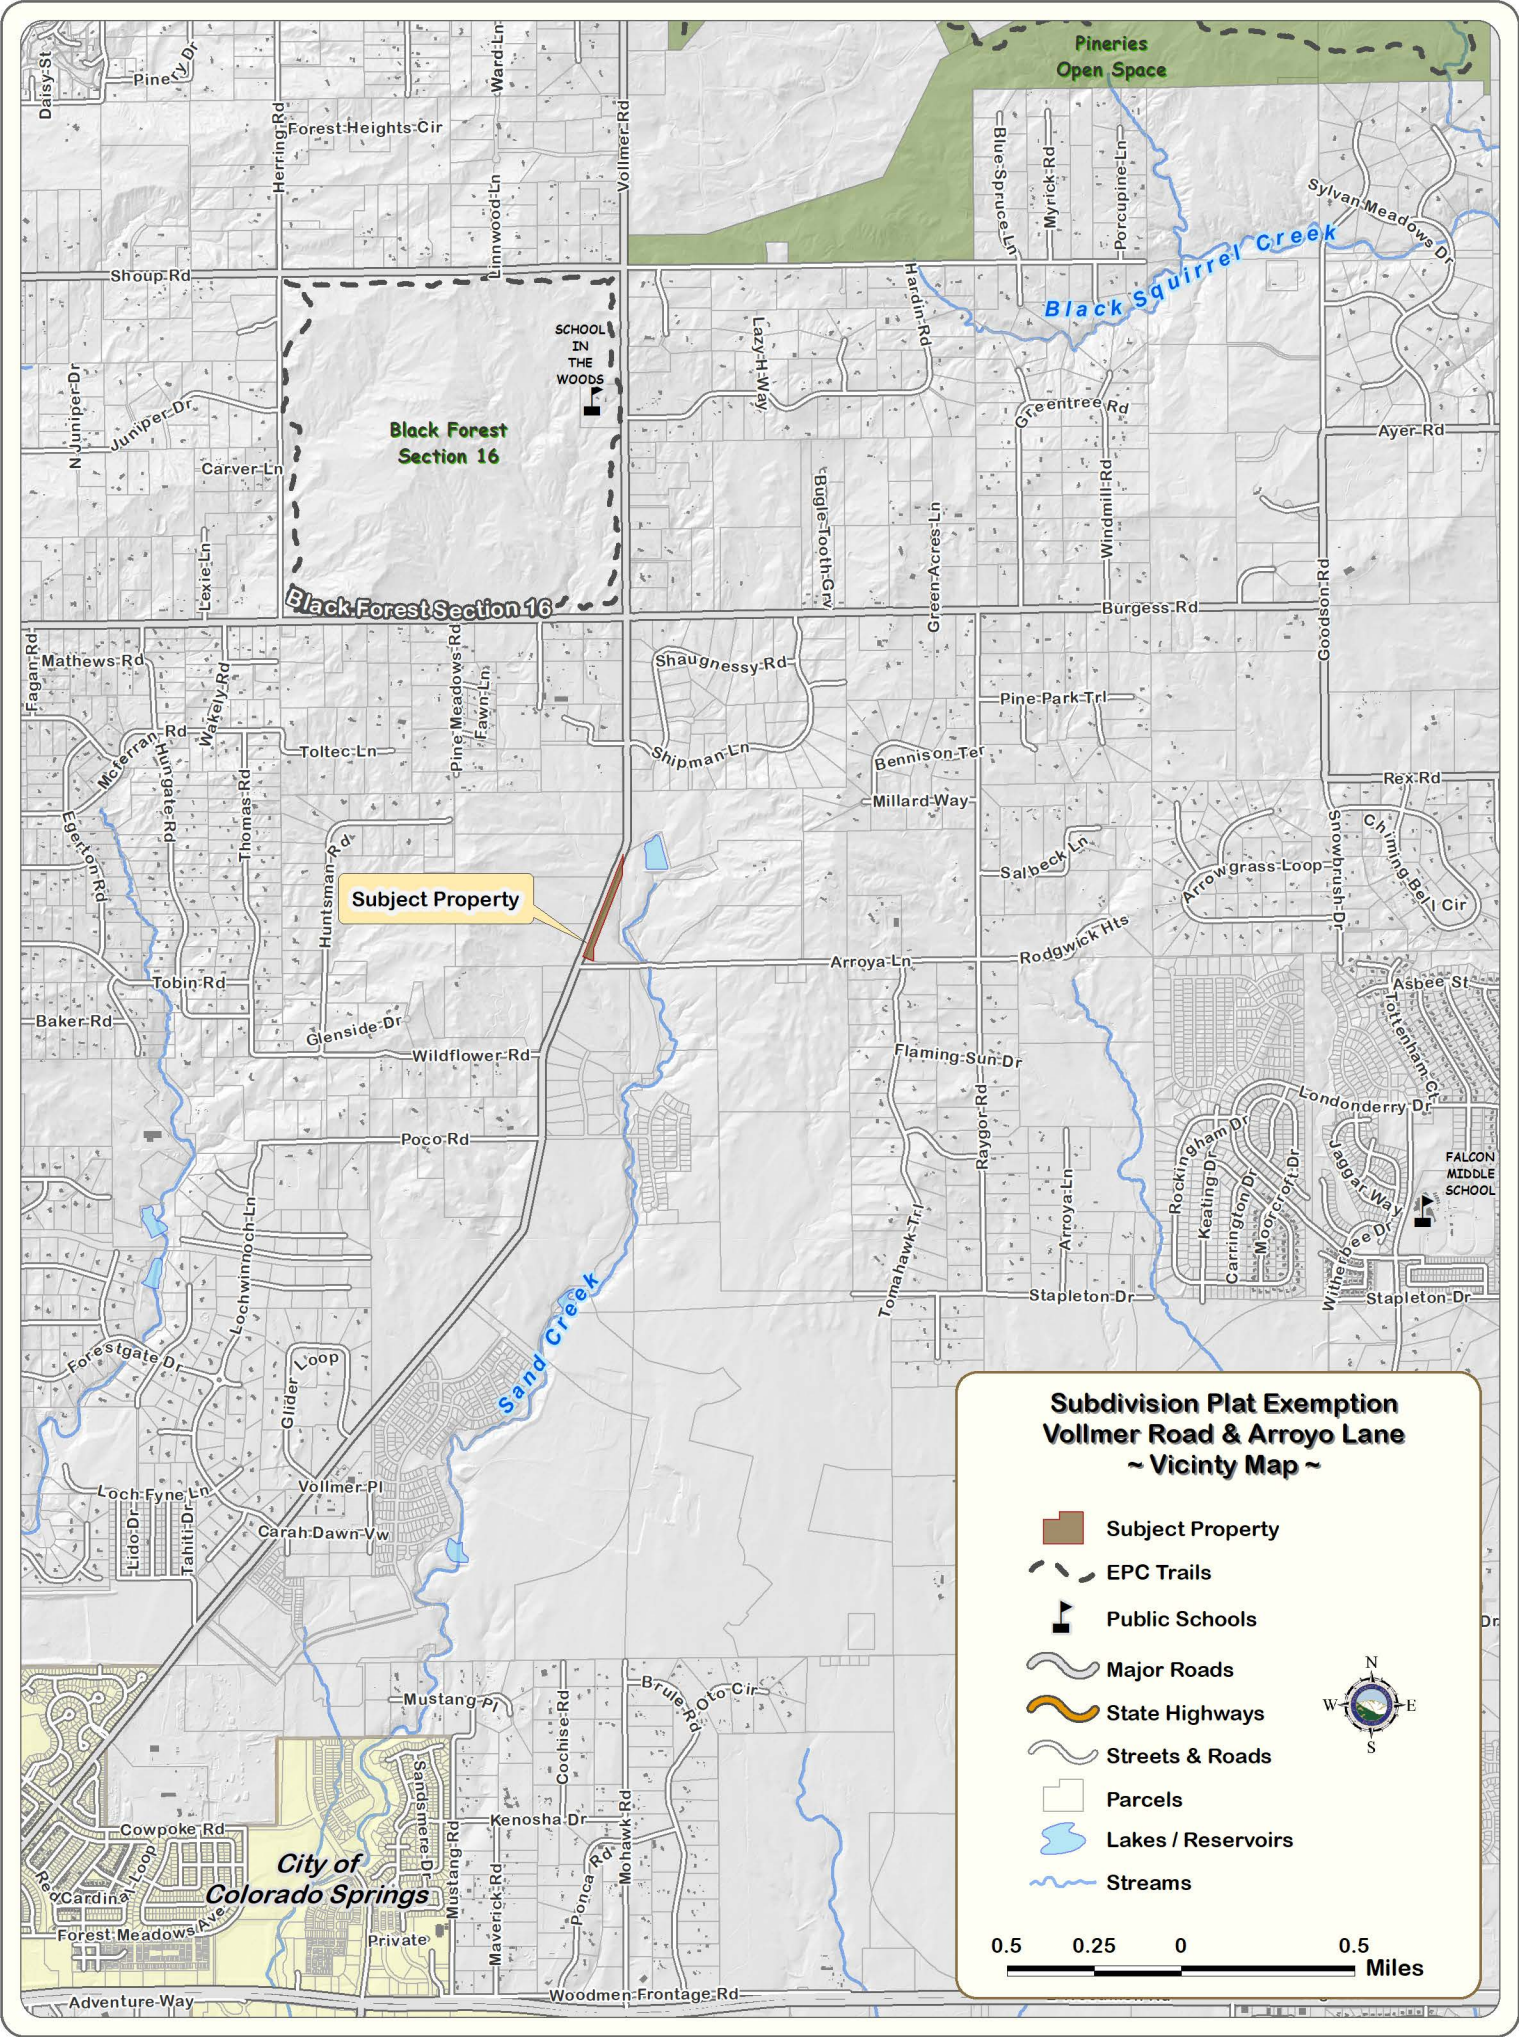 Pineries
Open Space
Daisy St
Pinery Dr
Ward Ln
Herring Rd
Forest Heights Cir
Vollmer Rd
Linnwood Ln
Blue Spruce Ln
Myrick Rd
Porcupine Ln
Sylvan Meadows Dr
Black Squirrel Creek
Shoup Rd
Hardin Rd
SCHOOL
IN
THE
WOODS
Lazy H Way
N Juniper Dr
Juniper Dr
Black Forest
Section 16
Greentree Rd
Ayer Rd
Carver Ln
Bugle Tooth Grv
Green Acres Ln
Windmill Rd
Lexie Ln
Goodson Rd
Black Forest Section 16
Burgess Rd
Fagan Rd
Mathews Rd
Wakely Rd
Pine Meadows Rd
Fawn Ln
Shaugnessy Rd
Pine Park Trl
Mcferran Rd
Hungate Rd
Toltec Ln
Shipman Ln
Bennison Ter
Thomas Rd
Rex Rd
Millard Way
Egerton Rd
Huntsman Rd
Salbeck Ln
Arrowgrass Loop
Snowbrush Dr
Chiming Bell Cir
Subject Property
Rodgwick Hts
Arroya Ln
Tobin Rd
Asbee St
Baker Rd
Glenside Dr
Tottenham Ct
Wildflower Rd
Flaming Sun Dr
Raygor Rd
Londonderry Dr
Poco Rd
Rockingham Dr
Keating Dr
Carrington Dr
Moorcroft Dr
Jaggar Way
FALCON
MIDDLE
SCHOOL
Arroya Ln
Lochwinnoch Ln
Tomahawk Trl
Witherbee Dr
Stapleton Dr
Stapleton Dr
Sand Creek
Forestgate Dr
Glider Loop
Loch Fyne Ln
Vollmer Pl
Lido Dr
Tahiti Dr
Carah Dawn Vw
Subdivision Plat Exemption
Vollmer Road & Arroyo Lane
~ Vicinty Map ~
Subject Property
EPC Trails
Public Schools
Major Roads
State Highways
Streets & Roads
Parcels
Lakes / Reservoirs
Streams
N
W
E
S
0.5 0.25 0 0.5
Miles
Dr
Mustang Pl
Cochise Rd
Brule Rd
Oto Cir
Sandsmere Dr
Kenosha Dr
Mohawk Rd
Mustang Rd
Maverick Rd
Ponca Rd
Cowpoke Rd
City of
Colorado Springs
Red
Cardinal Loop
Forest Meadows Ave
Private
Adventure Way
Woodmen Frontage Rd